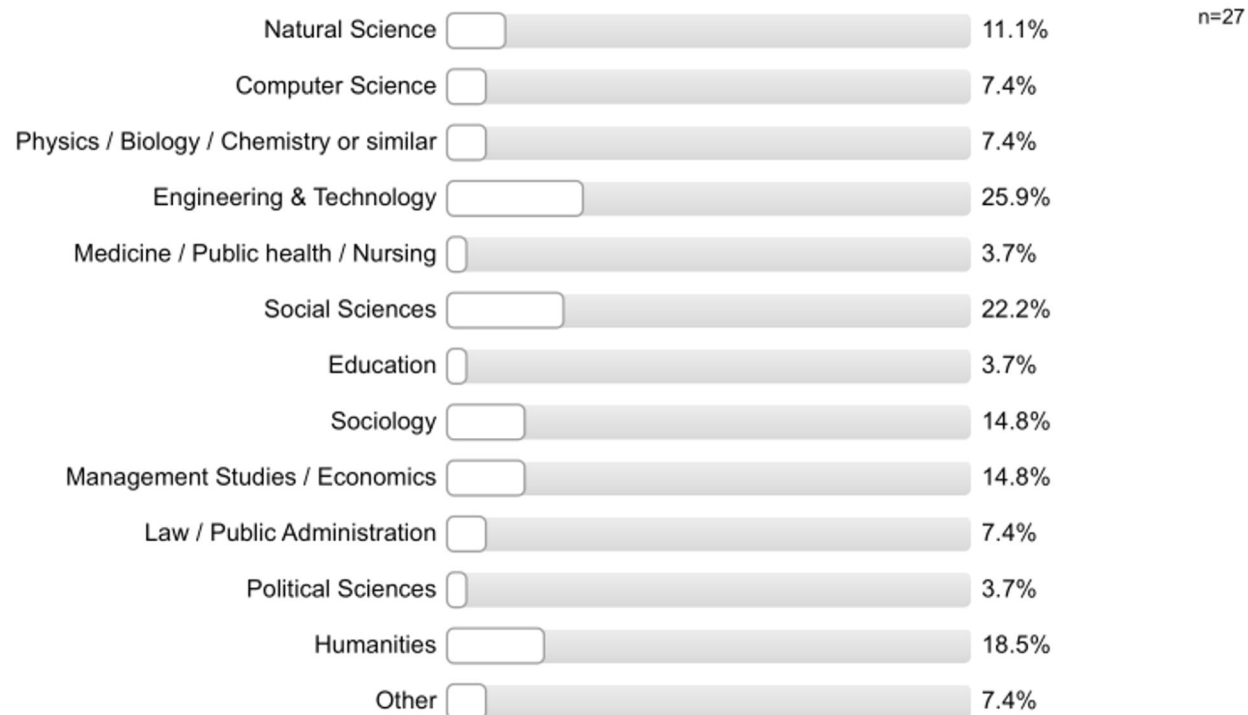 Natural Science 11.1% n=27
Computer Science 7.4%
Physics / Biology / Chemistry or similar 7.4%
Engineering & Technology 25.9%
Medicine / Public health / Nursing 3.7%
Social Sciences 22.2%
Education 3.7%
Sociology 14.8%
Management Studies / Economics 14.8%
Law / Public Administration 7.4%
Political Sciences 3.7%
Humanities 18.5%
Other 7.4%